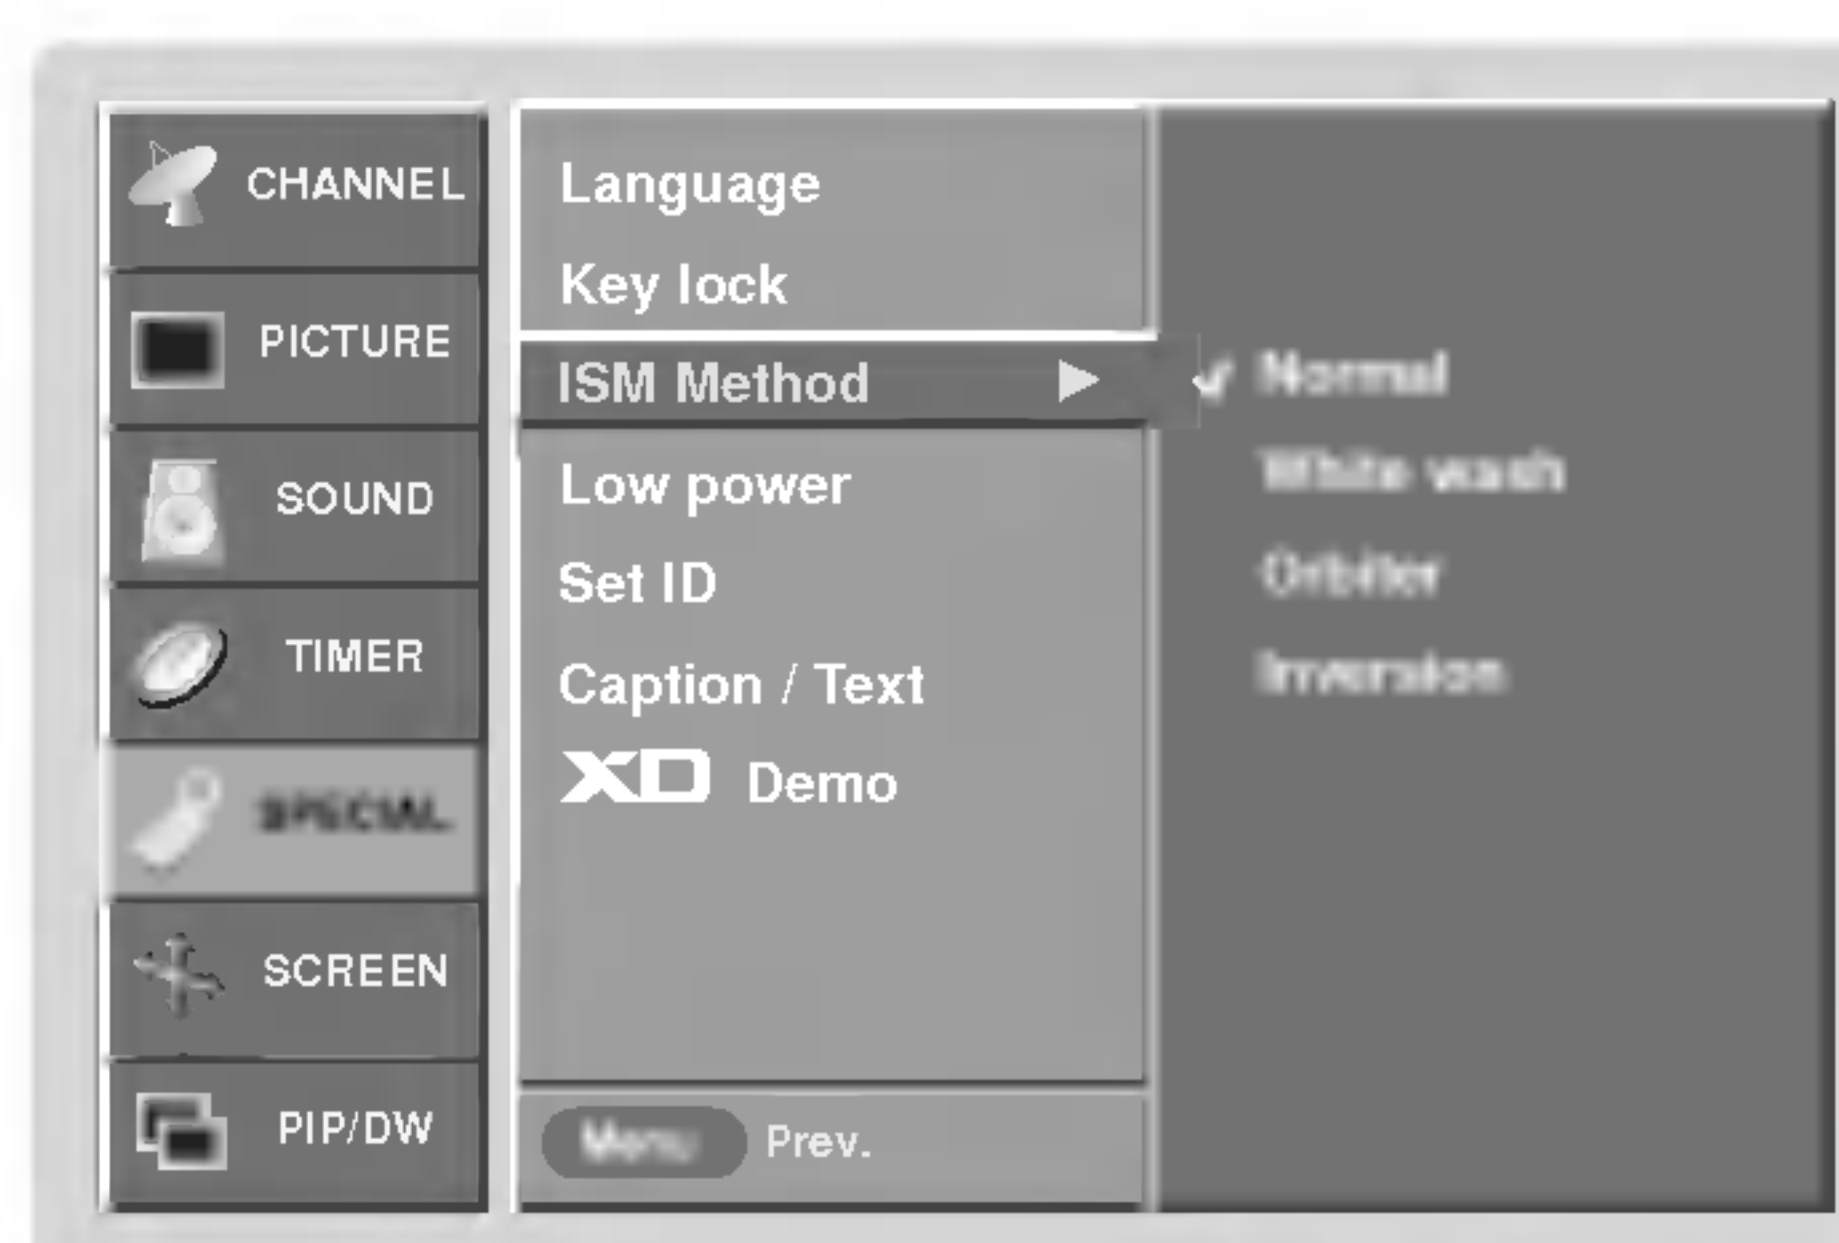 CHANNEL
PICTURE
SOUND
TIMER
SPECIAL
SCREEN
PIP/DW
Language
Key lock
ISM Method
Low power
Set ID
Caption / Text
XD Demo
Menu Prev.
Normal
White wash
Orbiter
Inversion